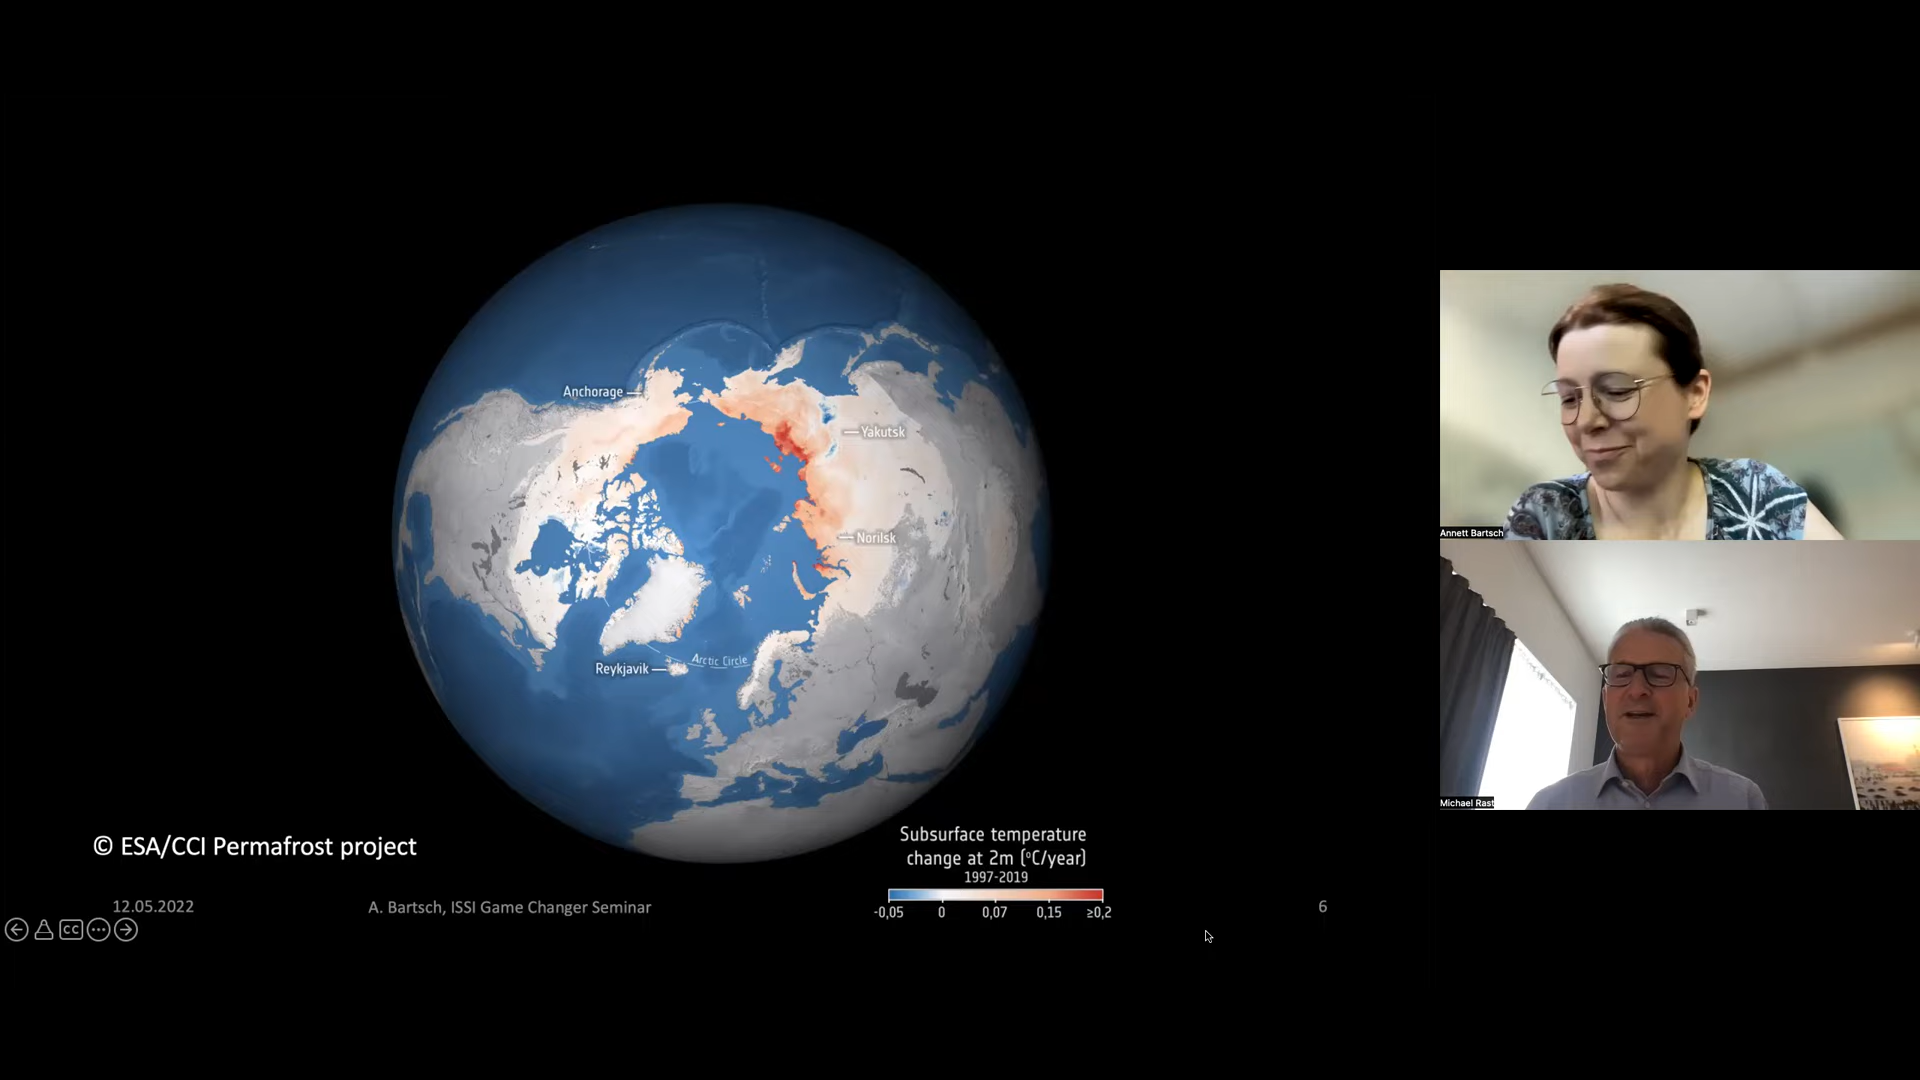 Anchorage
Yakutsk
Norilsk
Arctic Circle
Reykjavik
© ESA/CCI Permafrost project
Subsurface temperature
change at 2m (°C/year)
1997-2019
-0,05 0 0,07 0,15 ≥0,2
12.05.2022
A. Bartsch, ISSI Game Changer Seminar
6
CC
Annett Bartsch
Michael Rast